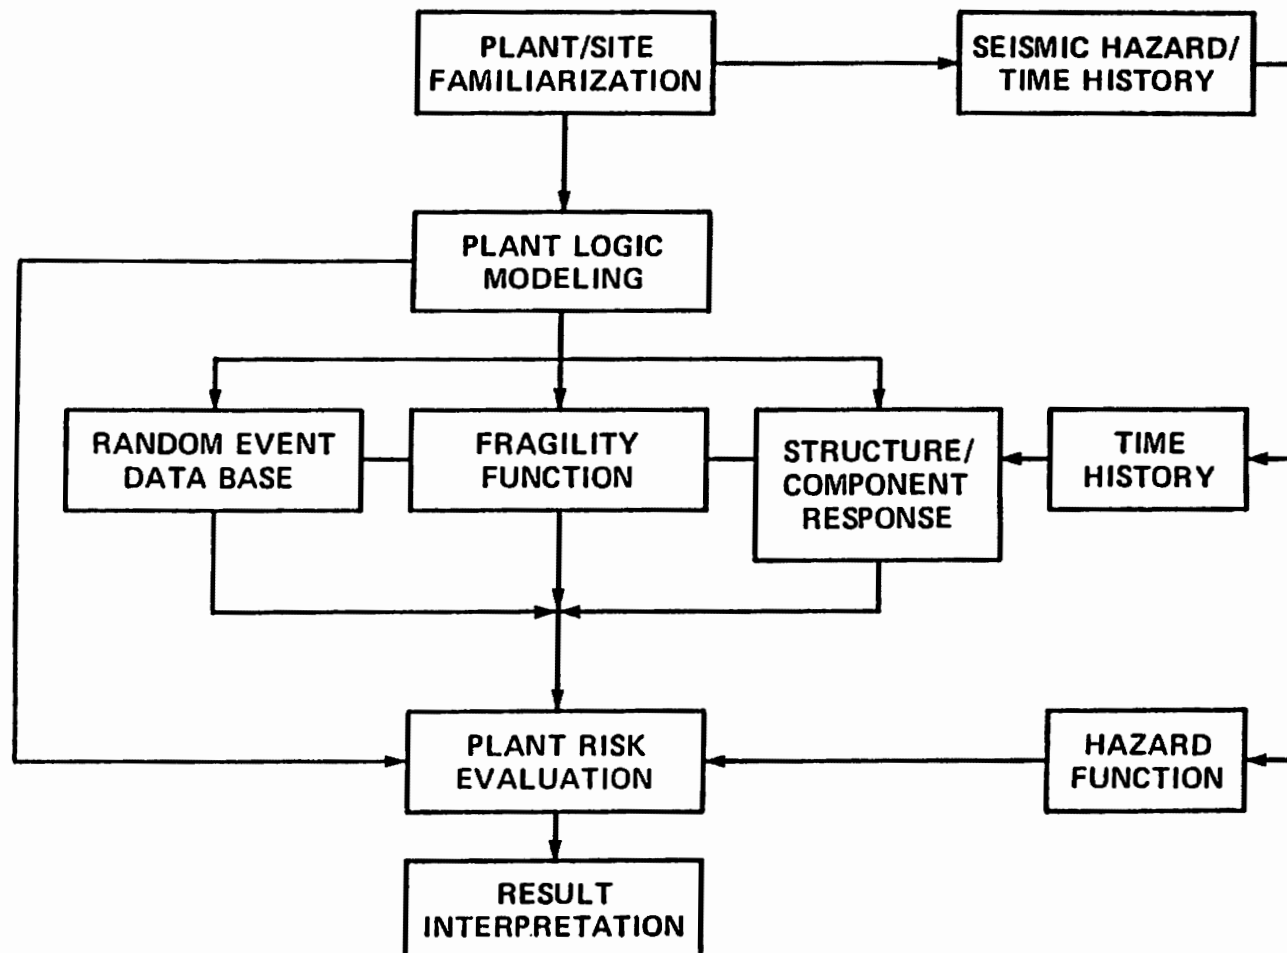 PLANT/SITE
FAMILIARIZATION
SEISMIC HAZARD/
TIME HISTORY
PLANT LOGIC
MODELING
RANDOM EVENT
DATA BASE
FRAGILITY
FUNCTION
STRUCTURE/
COMPONENT
RESPONSE
TIME
HISTORY
PLANT RISK
EVALUATION
HAZARD
FUNCTION
RESULT
INTERPRETATION